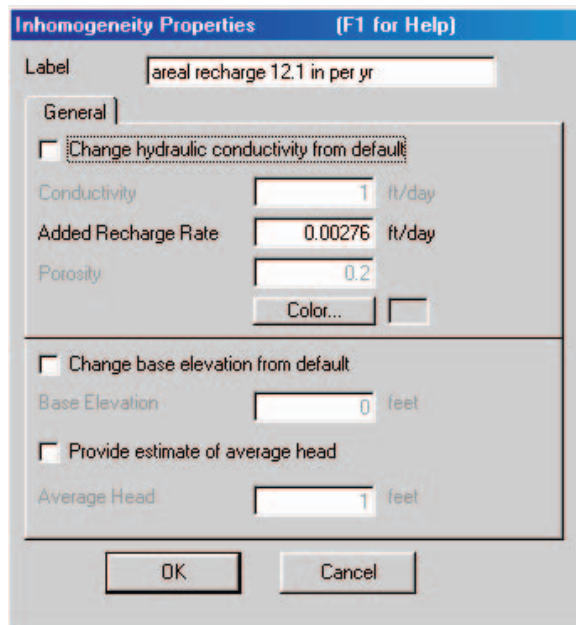 Inhomogeneity Properties (F1 for Help)
Label areal recharge 12.1 in per yr
General
Change hydraulic conductivity from default
Conductivity 1 ft/day
Added Recharge Rate 0.00276 ft/day
Porosity 0.2
Color...
Change base elevation from default
Base Elevation 0 feet
Provide estimate of average head
Average Head 1 feet
OK Cancel